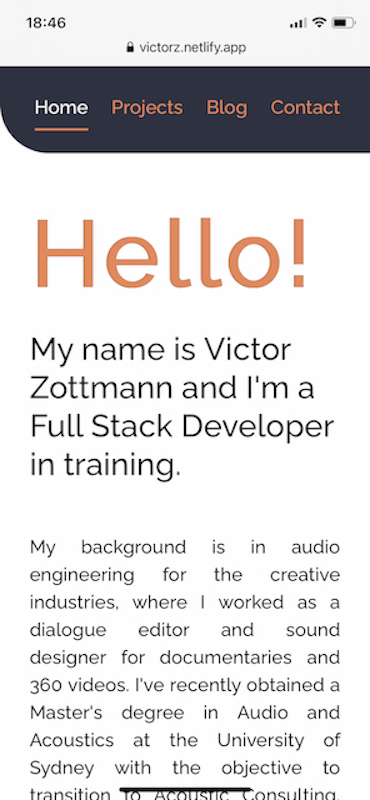 18:46
victorz.netlify.app
Home Projects Blog Contact
Hello!
My name is Victor
Zottmann and I'm a
Full Stack Developer
in training.
My background is in audio
engineering for the creative
industries, where I worked as a
dialogue editor and sound
designer for documentaries and
360 videos. I've recently obtained a
Master's degree in Audio and
Acoustics at the University of
Sydney with the objective to
transition to Acoustic Consulting.